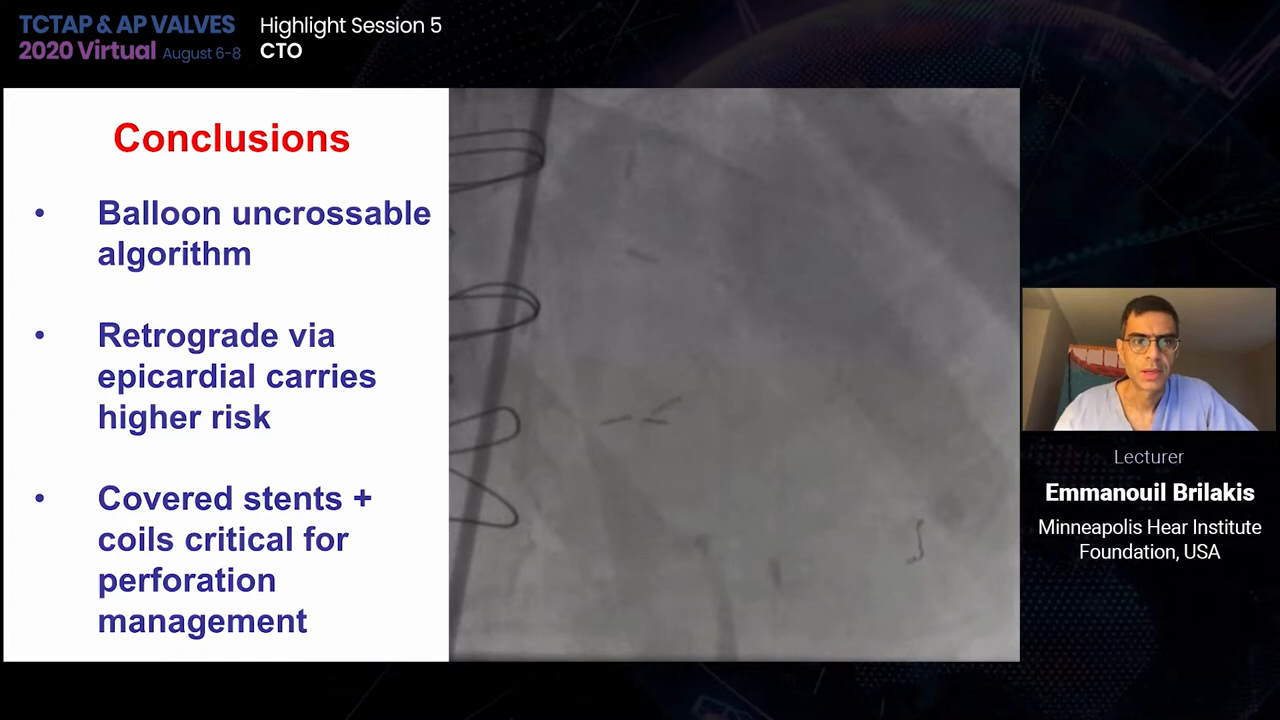 TCTAP & AP VALVES
2020 Virtual August 6-8
Highlight Session 5
CTO
Conclusions
• Balloon uncrossable
algorithm
• Retrograde via
epicardial carries
higher risk
• Covered stents +
coils critical for
perforation
management
Lecturer
Emmanouil Brilakis
Minneapolis Hear Institute
Foundation, USA